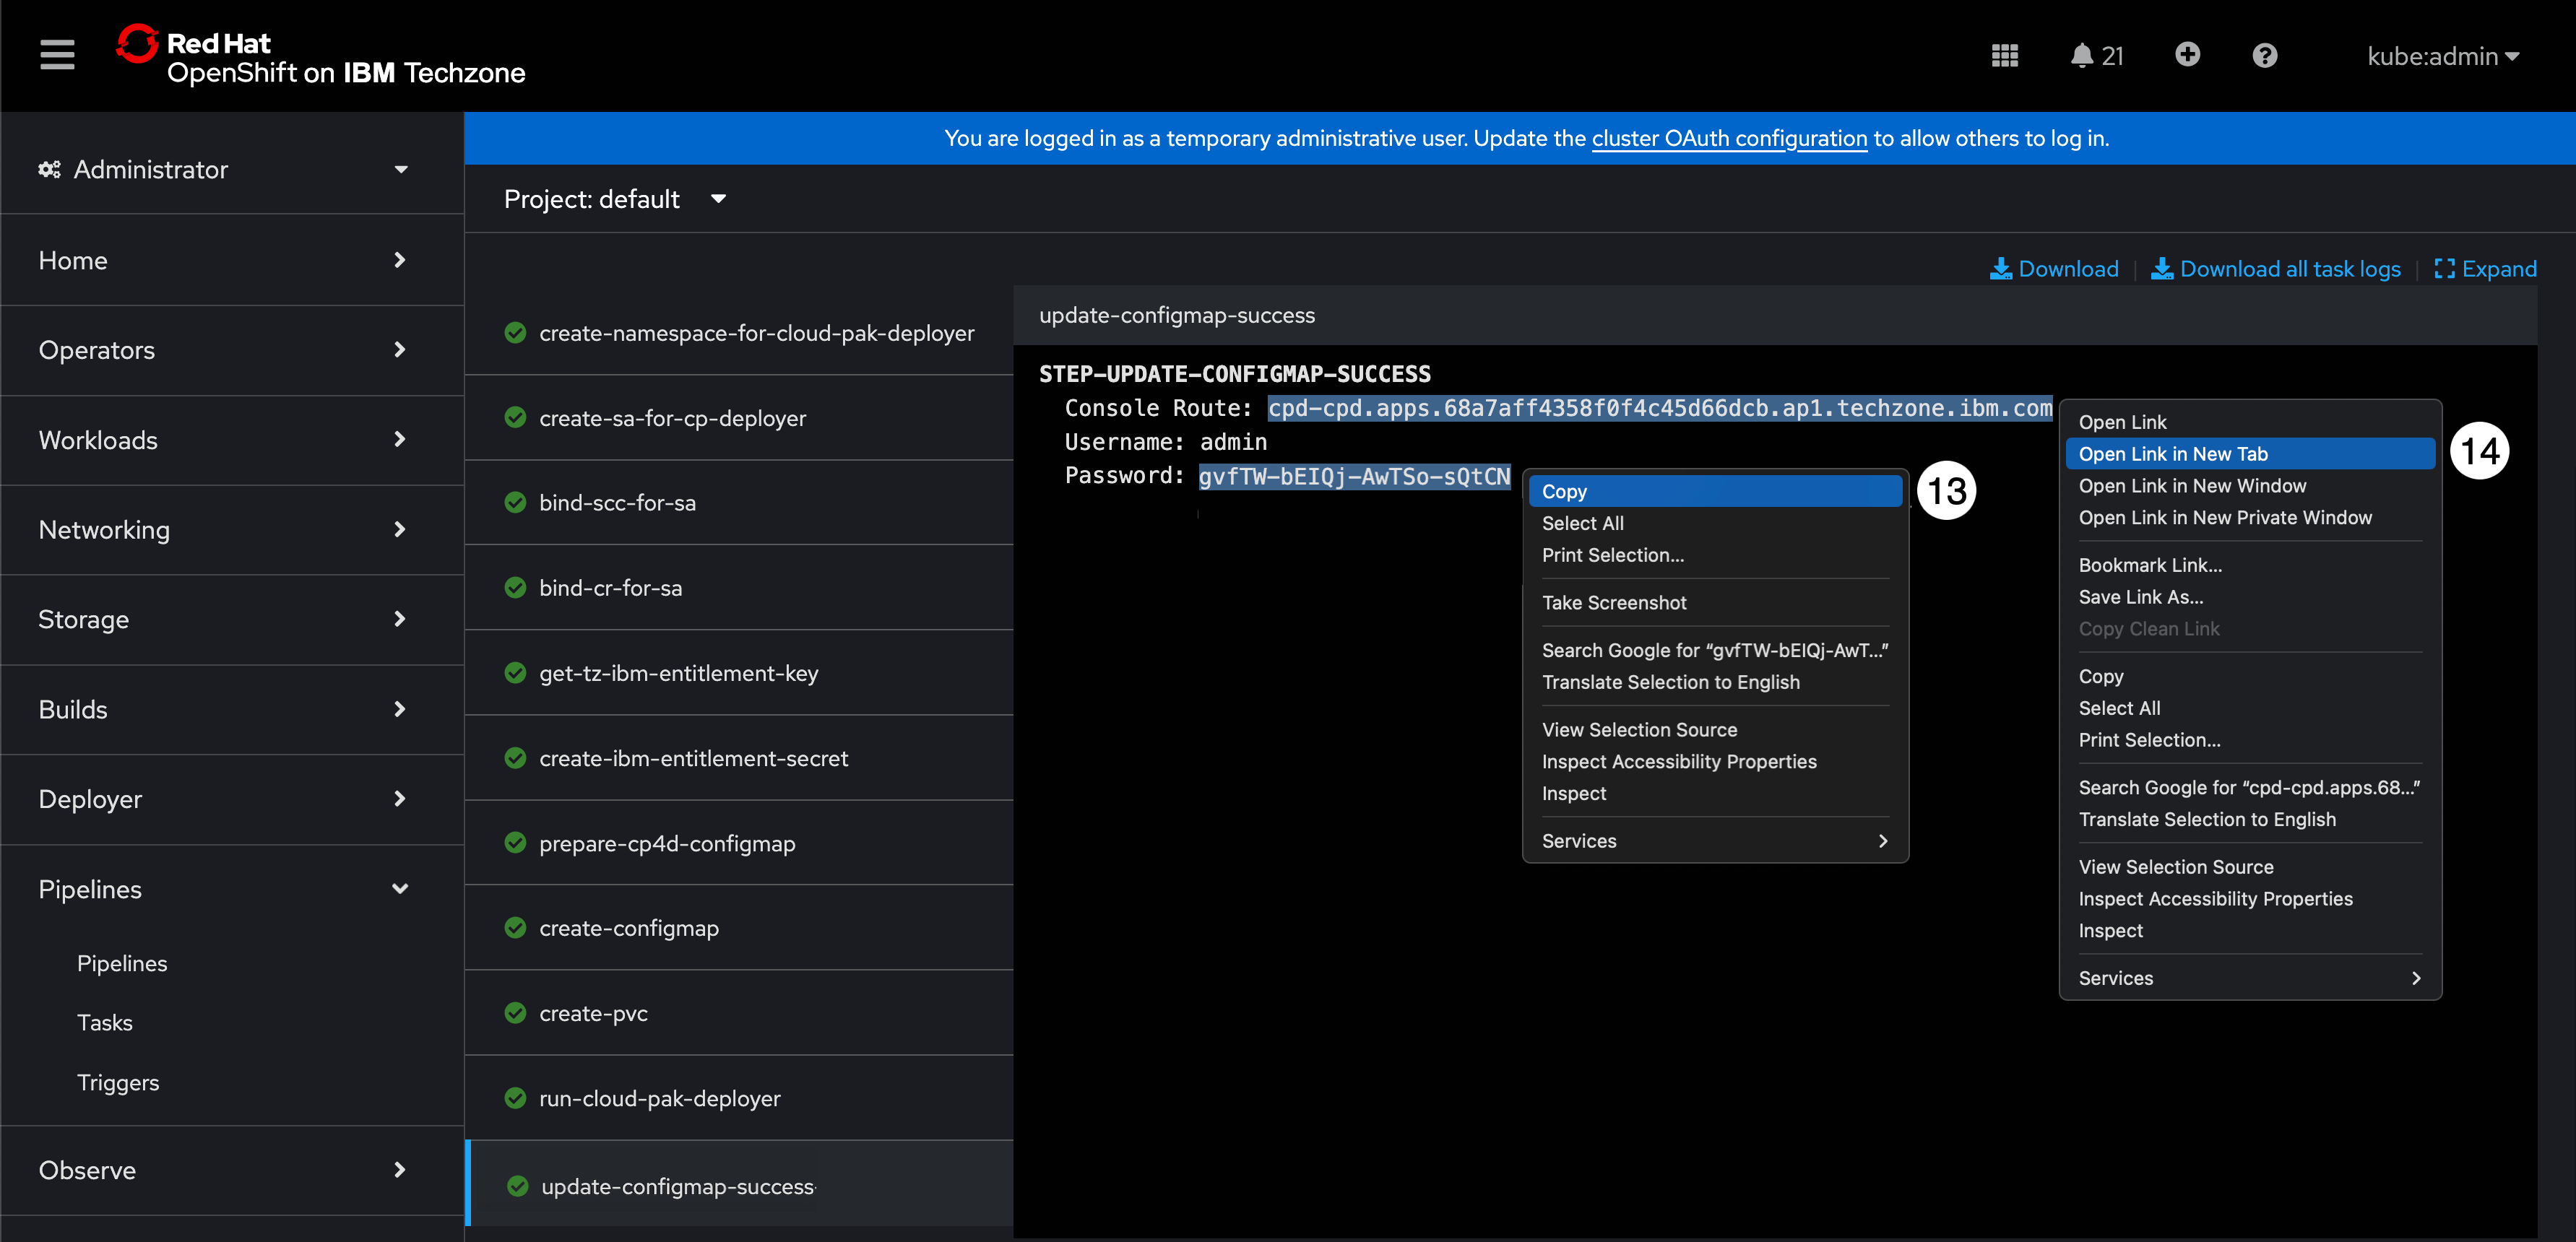 Red Hat
OpenShift on IBM Techzone
21
kube:admin
You are logged in as a temporary administrative user. Update the cluster OAuth configuration to allow others to log in.
Administrator
Home
Operators
Workloads
Networking
Storage
Builds
Deployer
Pipelines
Pipelines
Tasks
Triggers
Observe
Project: default
Download | Download all task logs | Expand
create-namespace-for-cloud-pak-deployer
create-sa-for-cp-deployer
bind-scc-for-sa
bind-cr-for-sa
get-tz-ibm-entitlement-key
create-ibm-entitlement-secret
prepare-cp4d-configmap
create-configmap
create-pvc
run-cloud-pak-deployer
update-configmap-success
update-configmap-success
STEP-UPDATE-CONFIGMAP-SUCCESS
Console Route: cpd-cpd.apps.68a7aff4358f0f4c45d66dcb.ap1.techzone.ibm.com
Username: admin
Password: gvfTW-bEIQj-AwTSo-sQtCN
Copy
Select All
Print Selection...
Take Screenshot
Search Google for “gvfTW-bEIQj-AwT...”
Translate Selection to English
View Selection Source
Inspect Accessibility Properties
Inspect
Services
13
Open Link
Open Link in New Tab
Open Link in New Window
Open Link in New Private Window
Bookmark Link...
Save Link As...
Copy Clean Link
Copy
Select All
Print Selection...
Search Google for “cpd-cpd.apps.68...”
Translate Selection to English
View Selection Source
Inspect Accessibility Properties
Inspect
Services
14